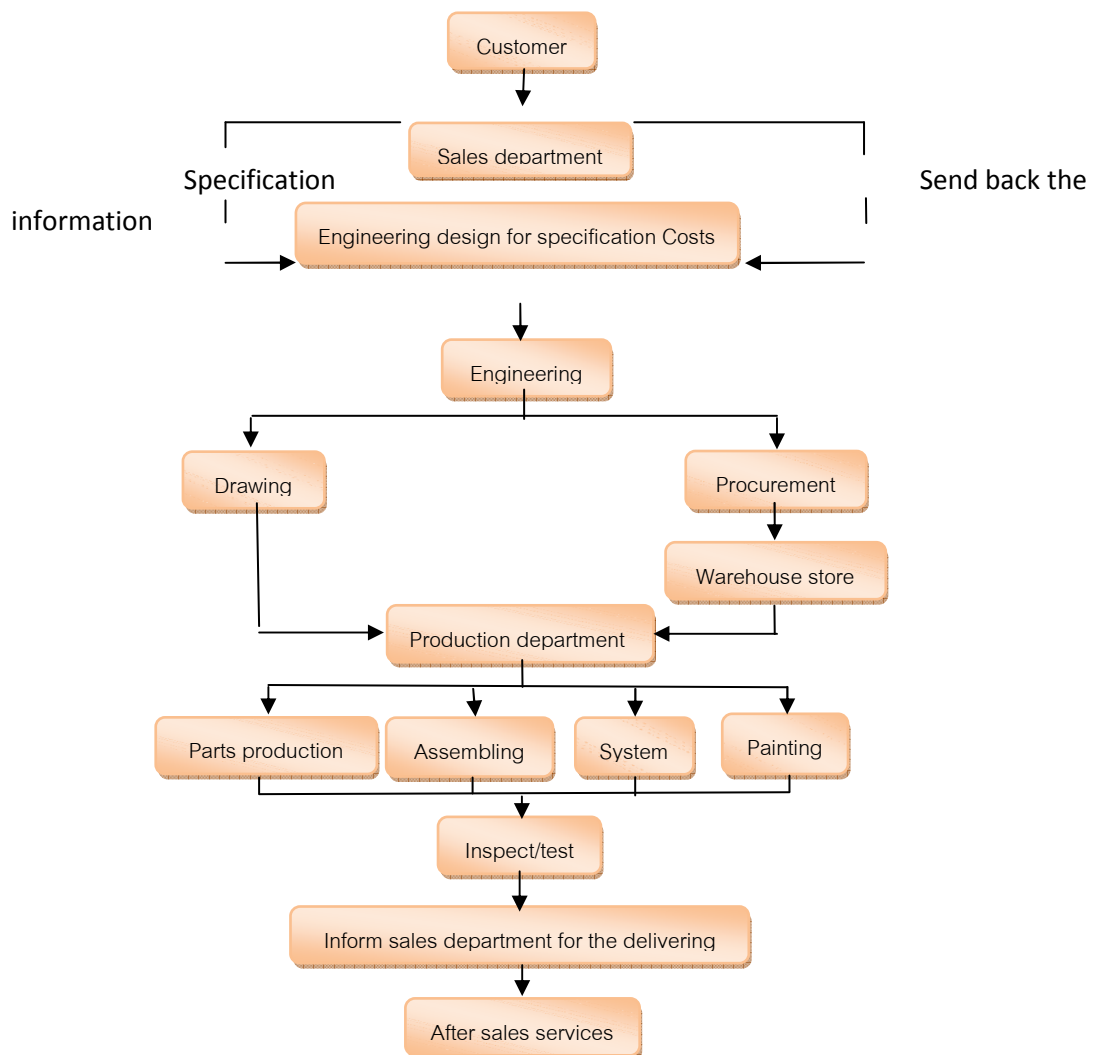 Customer
Sales department
Specification
Send back the
information
Engineering design for specification Costs
Engineering
Drawing
Procurement
Warehouse store
Production department
Parts production
Assembling
System
Painting
Inspect/test
Inform sales department for the delivering
After sales services